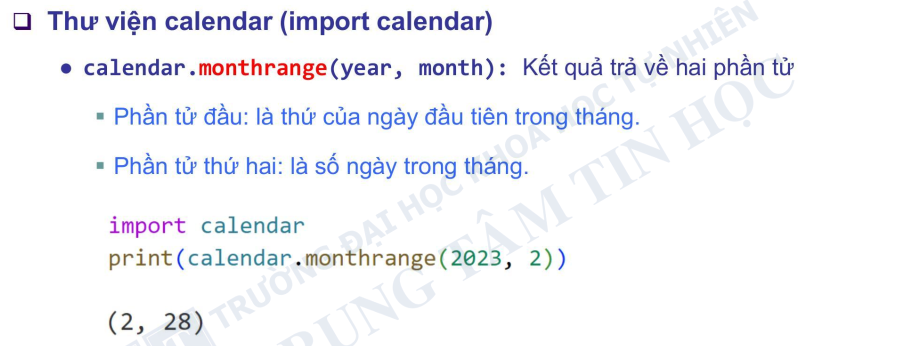 Thư viện calendar (import calendar)
calendar.monthrange(year, month): Kết quả trả về hai phần tử
Phần tử đầu: là thứ của ngày đầu tiên trong tháng.
Phần tử thứ hai: là số ngày trong tháng.
import calendar
print(calendar.monthrange(2023, 2))
(2, 28)
TRƯỜNG ĐẠI HỌC KHOA HỌC TỰ NHIÊN
TRUNG TÂM TIN HỌC